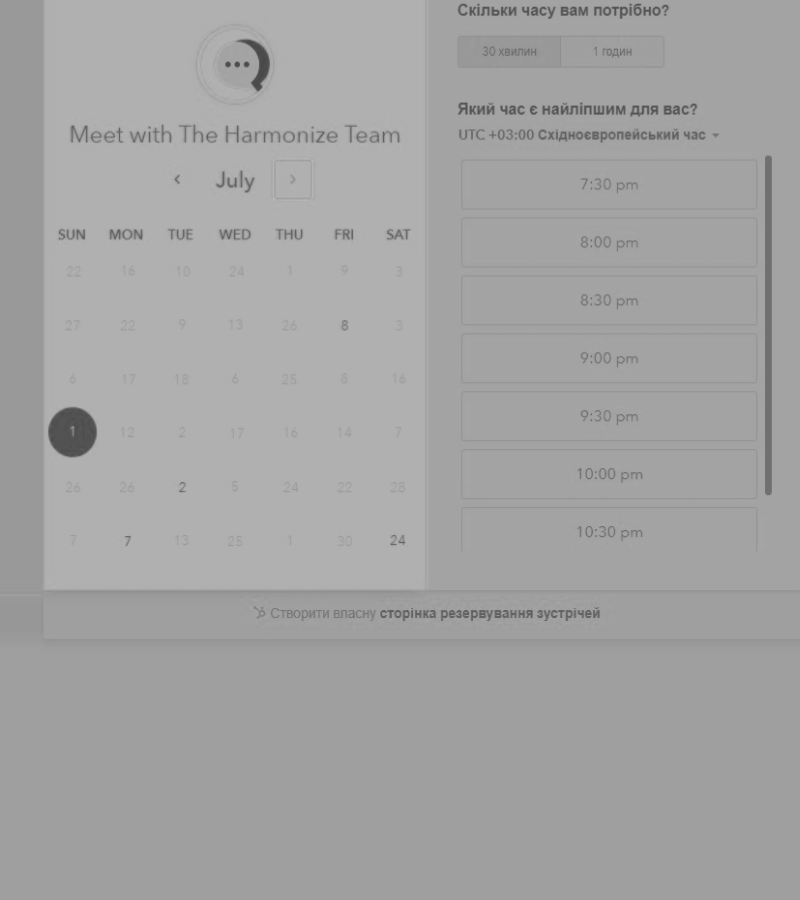 Meet with The Harmonize Team
July
SUN MON TUE WED THU FRI SAT
22 16 10 24 1 9 3
27 22 9 13 26 8 3
6 17 18 6 25 8 16
1 12 2 17 16 14 7
26 26 2 5 24 22 28
7 7 13 25 1 30 24
Скільки часу вам потрібно?
30 хвилин 1 годин
Який час є найліпшим для вас?
UTC +03:00 Східноєвропейський час
7:30 pm
8:00 pm
8:30 pm
9:00 pm
9:30 pm
10:00 pm
10:30 pm
Створити власну сторінка резервування зустрічей